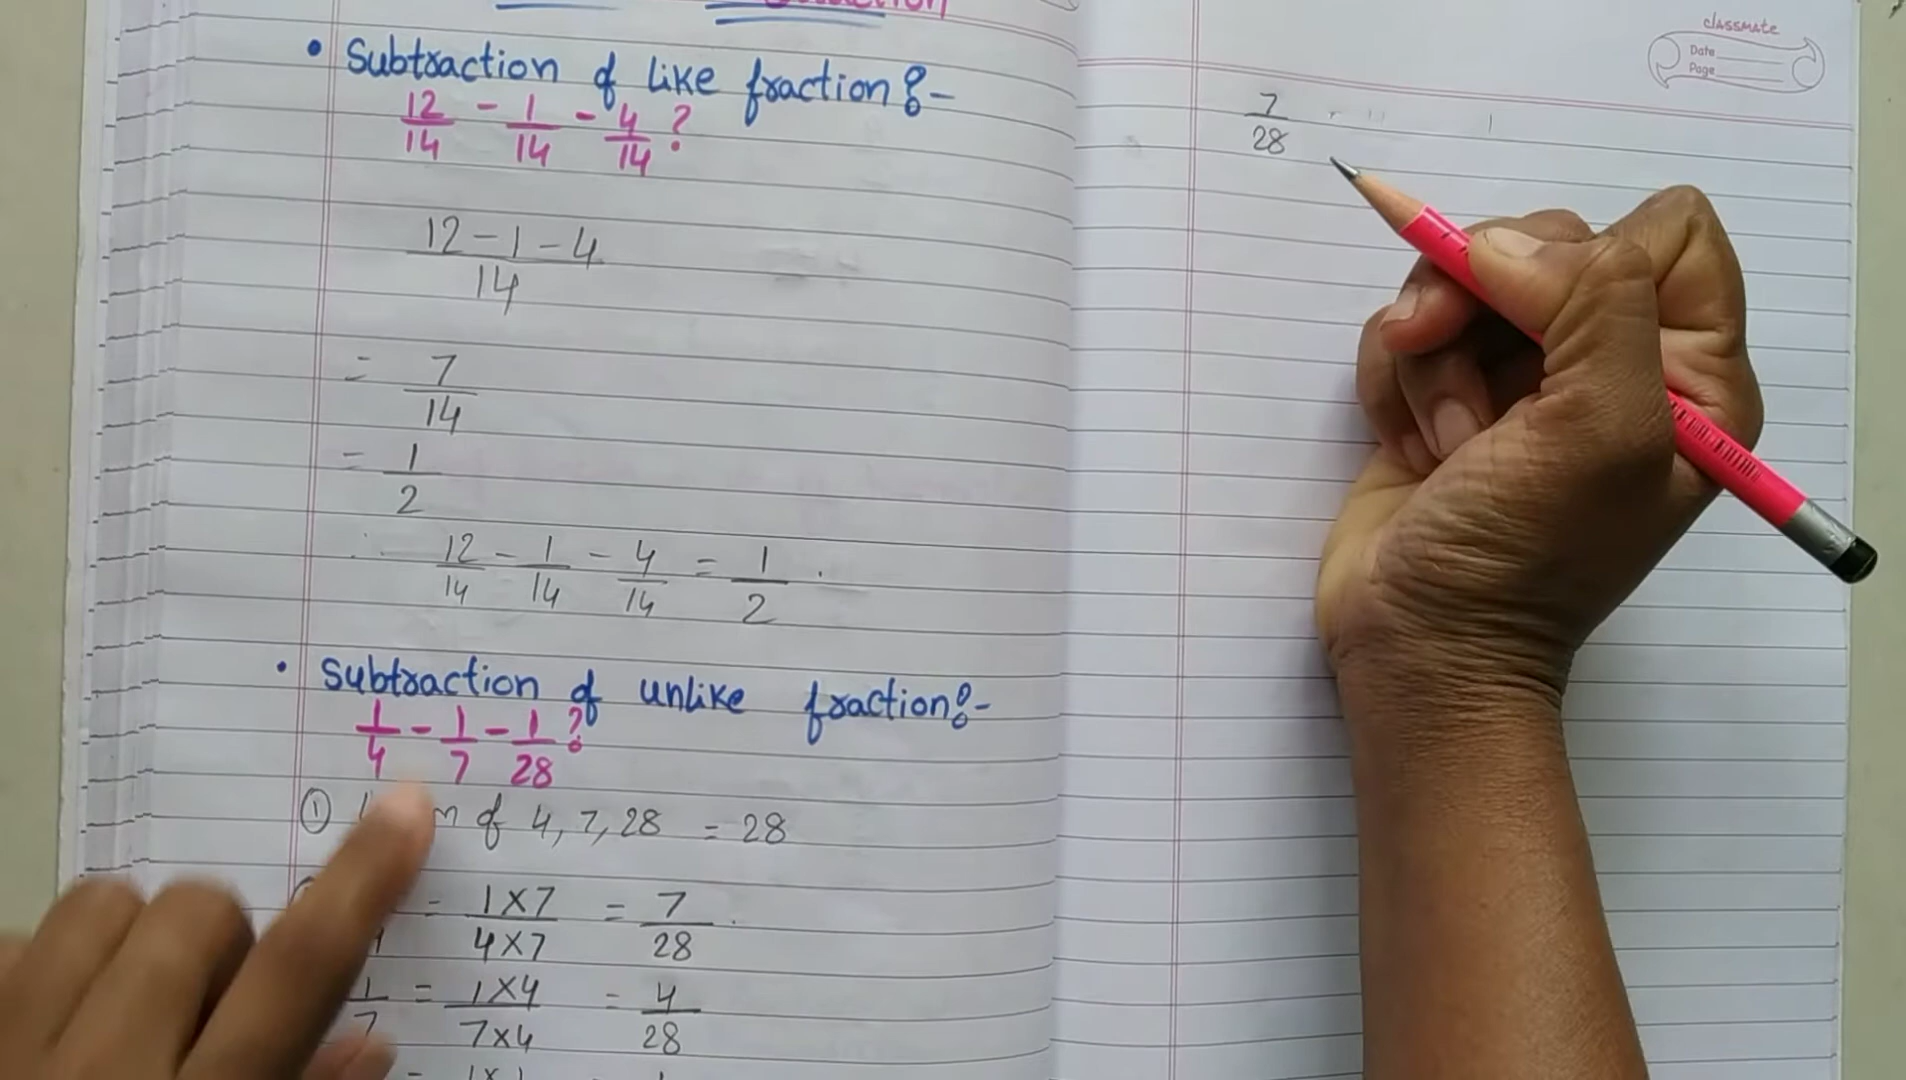 • Subtraction of like fraction :-
12/14 - 1/14 - 4/14 ?
12 - 1 - 4 / 14
= 7/14
= 1/2
∴ 12/14 - 1/14 - 4/14 = 1/2 .
• Subtraction of unlike fraction :-
1/4 - 1/7 - 1/28 ?
① of 4, 7, 28 = 28
= 1×7 / 4×7 = 7/28 .
1/7 = 1×4 / 7×4 = 4/28
= 1×1
classmate
Date
Page
7/28